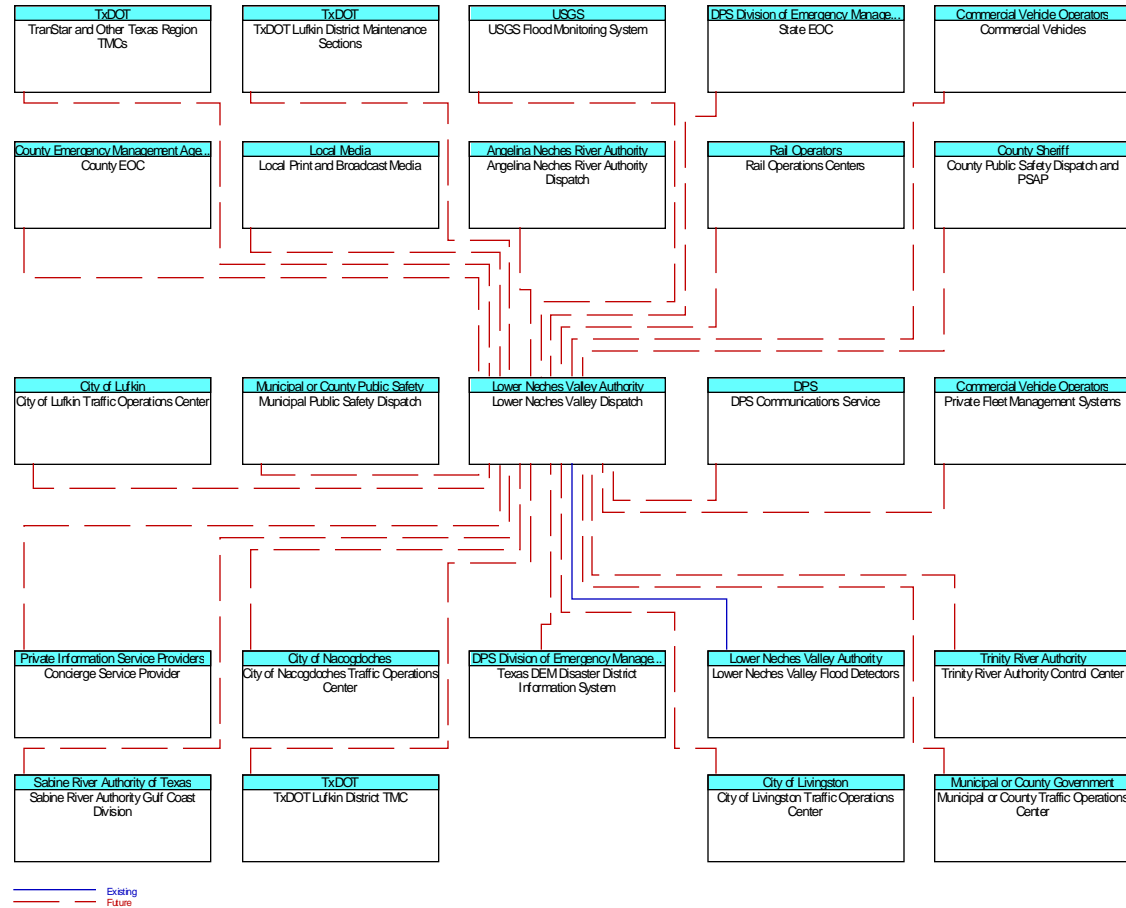 TxDOT
TranStar and Other Texas Region
TMCs
TxDOT
TxDOT Lufkin District Maintenance
Sections
USGS
USGS Flood Monitoring System
DPS Division of Emergency Manage...
State EOC
Commercial Vehicle Operators
Commercial Vehicles
County Emergency Management Age...
County EOC
Local Media
Local Print and Broadcast Media
Angelina Neches River Authority
Angelina Neches River Authority
Dispatch
Rail Operators
Rail Operations Centers
County Sheriff
County Public Safety Dispatch and
PSAP
City of Lufkin
City of Lufkin Traffic Operations Center
Municipal or County Public Safety
Municipal Public Safety Dispatch
Lower Neches Valley Authority
Lower Neches Valley Dispatch
DPS
DPS Communications Service
Commercial Vehicle Operators
Private Fleet Management Systems
Private Information Service Providers
Concierge Service Provider
City of Nacogdoches
City of Nacogdoches Traffic Operations
Center
DPS Division of Emergency Manage...
Texas DEM Disaster District
Information System
Lower Neches Valley Authority
Lower Neches Valley Flood Detectors
Trinity River Authority
Trinity River Authority Control Center
Sabine River Authority of Texas
Sabine River Authority Gulf Coast
Division
TxDOT
TxDOT Lufkin District TMC
City of Livingston
City of Livingston Traffic Operations
Center
Municipal or County Government
Municipal or County Traffic Operations
Center
Existing
Future